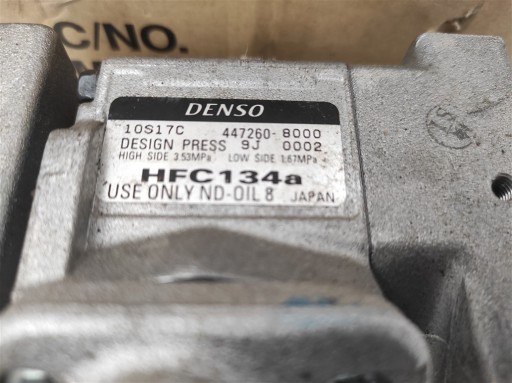 C/NO.
DENSO
10S17C 447260-8000
DESIGN PRESS 9J 0002
HIGH SIDE 3.53MPa LOW SIDE 1.67MPa
HFC134a
USE ONLY ND-OIL 8 JAPAN